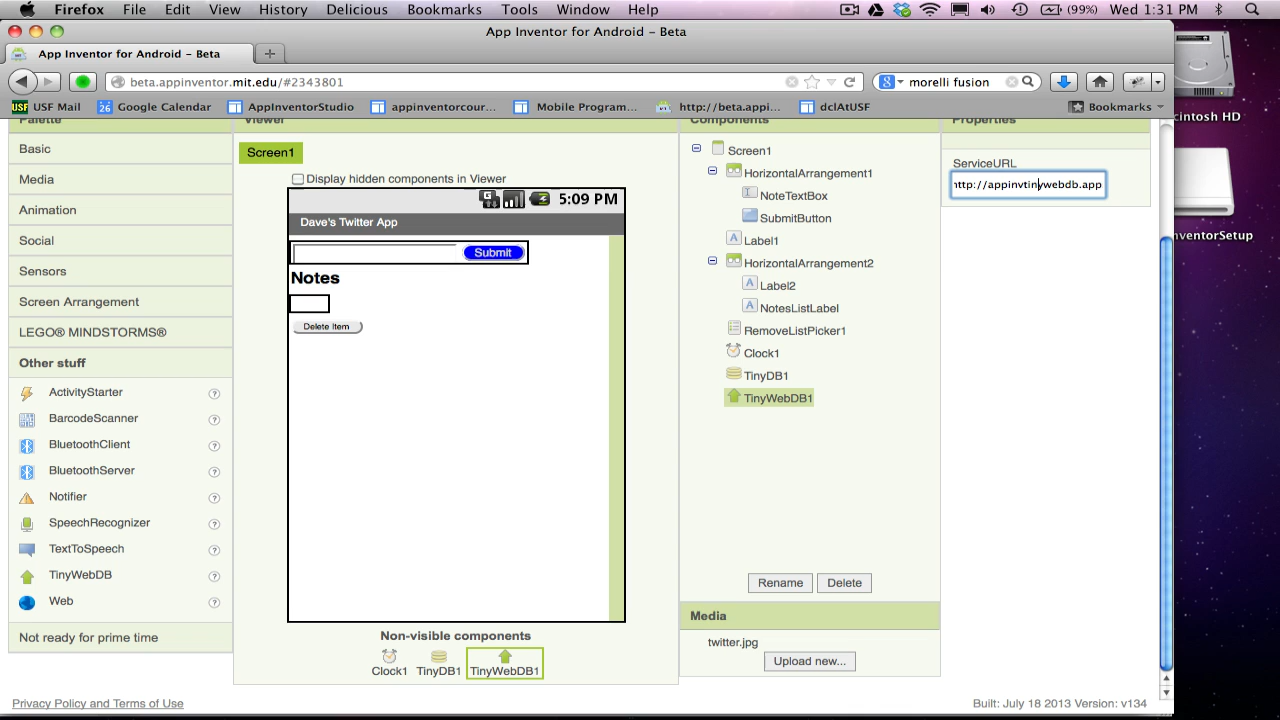 Firefox File Edit View History Delicious Bookmarks Tools Window Help (99%) Wed 1:31 PM
App Inventor for Android – Beta
App Inventor for Android – Beta
beta.appinventor.mit.edu/#2343801 morelli fusion
USF USF Mail 26 Google Calendar AppInventorStudio appinventorcour... Mobile Program... http://beta.appi... dclAtUSF Bookmarks
Palette Viewer Components Properties
cintosh HD
Basic
Media
Animation
Social
Sensors
Screen Arrangement
LEGO® MINDSTORMS®
Other stuff
ActivityStarter ?
BarcodeScanner ?
BluetoothClient ?
BluetoothServer ?
Notifier ?
SpeechRecognizer ?
TextToSpeech ?
TinyWebDB ?
Web ?
Not ready for prime time
Screen1
Display hidden components in Viewer
5:09 PM
Dave's Twitter App
Submit
Notes
Delete Item
Non-visible components
Clock1 TinyDB1 TinyWebDB1
Screen1
HorizontalArrangement1
NoteTextBox
SubmitButton
A Label1
HorizontalArrangement2
A Label2
A NotesListLabel
RemoveListPicker1
Clock1
TinyDB1
TinyWebDB1
Rename Delete
Media
twitter.jpg
Upload new...
ServiceURL
http://appinvtinywebdb.app
nventorSetup
Privacy Policy and Terms of Use Built: July 18 2013 Version: v134